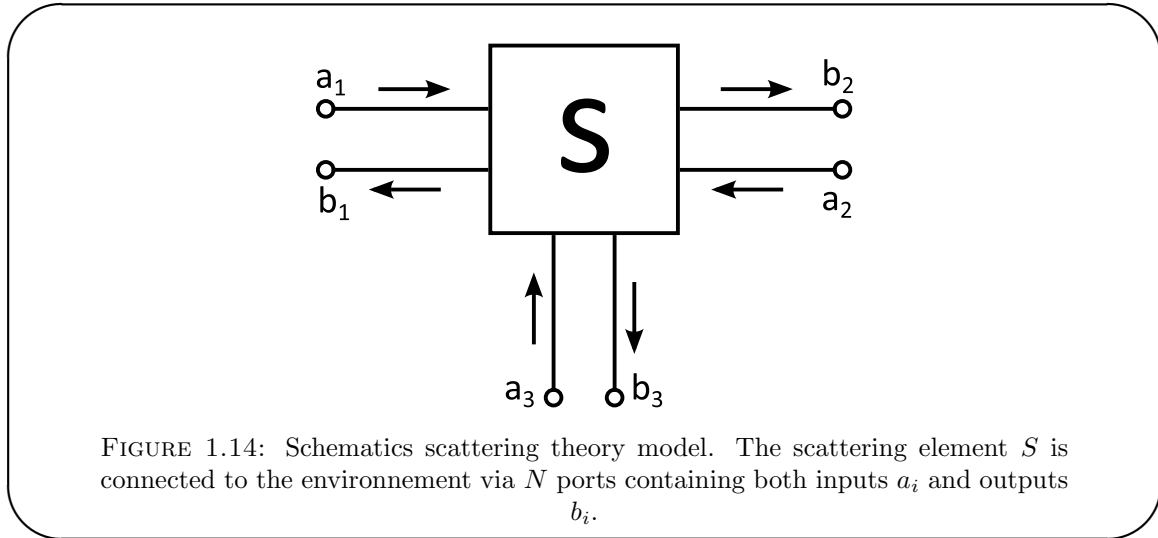 a1
b2
S
b1
a2
a3
b3
FIGURE 1.14: Schematics scattering theory model. The scattering element S is
connected to the environnement via N ports containing both inputs ai and outputs
bi.